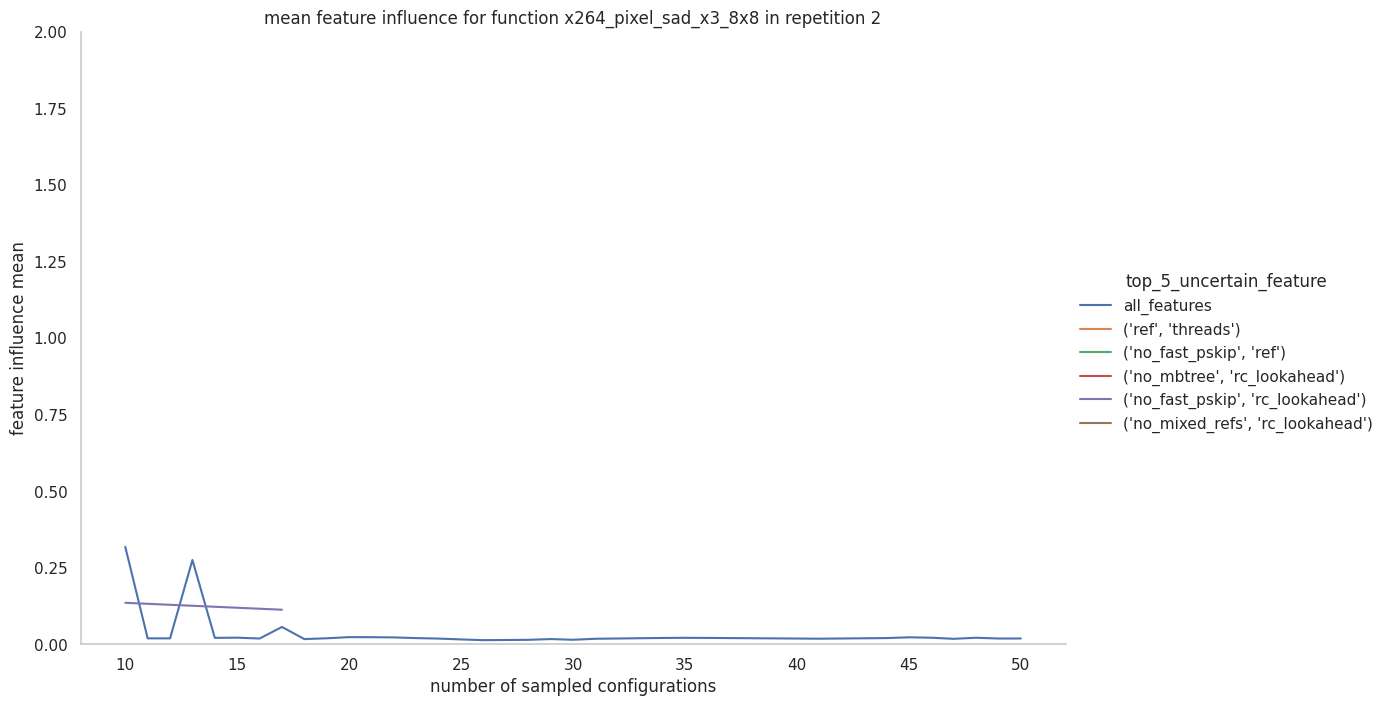 mean feature influence for function x264_pixel_sad_x3_8x8 in repetition 2
2.00
1.75
1.50
1.25
1.00
0.75
0.50
0.25
0.00
feature influence mean
10 15 20 25 30 35 40 45 50
number of sampled configurations
top_5_uncertain_feature
all_features
('ref', 'threads')
('no_fast_pskip', 'ref')
('no_mbtree', 'rc_lookahead')
('no_fast_pskip', 'rc_lookahead')
('no_mixed_refs', 'rc_lookahead')